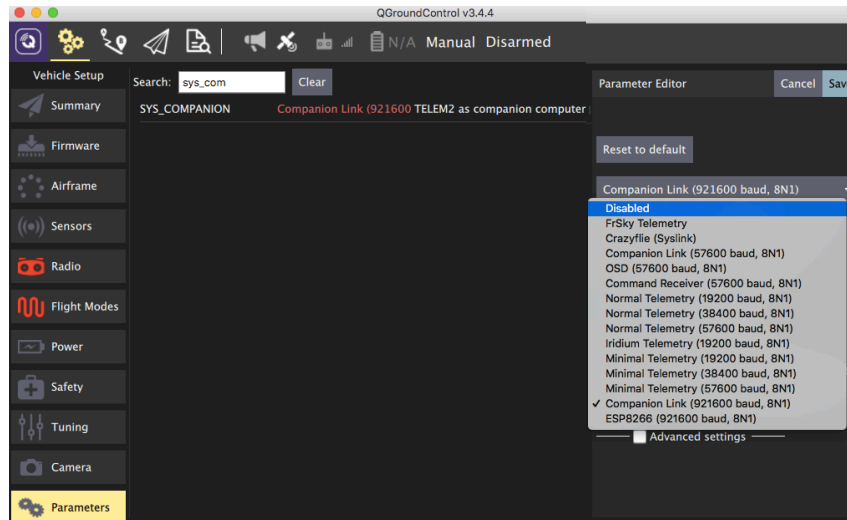 QGroundControl v3.4.4
N/A Manual Disarmed
Vehicle Setup
Search: sys_com Clear
Parameter Editor Cancel Sav
Summary
SYS_COMPANION Companion Link (921600 TELEM2 as companion computer
Firmware
Reset to default
Airframe
Companion Link (921600 baud, 8N1)
Disabled
FrSky Telemetry
Sensors
Crazyflie (Syslink)
Companion Link (57600 baud, 8N1)
Radio
OSD (57600 baud, 8N1)
Command Receiver (57600 baud, 8N1)
Normal Telemetry (19200 baud, 8N1)
Flight Modes
Normal Telemetry (38400 baud, 8N1)
Normal Telemetry (57600 baud, 8N1)
Iridium Telemetry (19200 baud, 8N1)
Power
Minimal Telemetry (19200 baud, 8N1)
Minimal Telemetry (38400 baud, 8N1)
Safety
Minimal Telemetry (57600 baud, 8N1)
✓ Companion Link (921600 baud, 8N1)
ESP8266 (921600 baud, 8N1)
Tuning
Advanced settings
Camera
Parameters